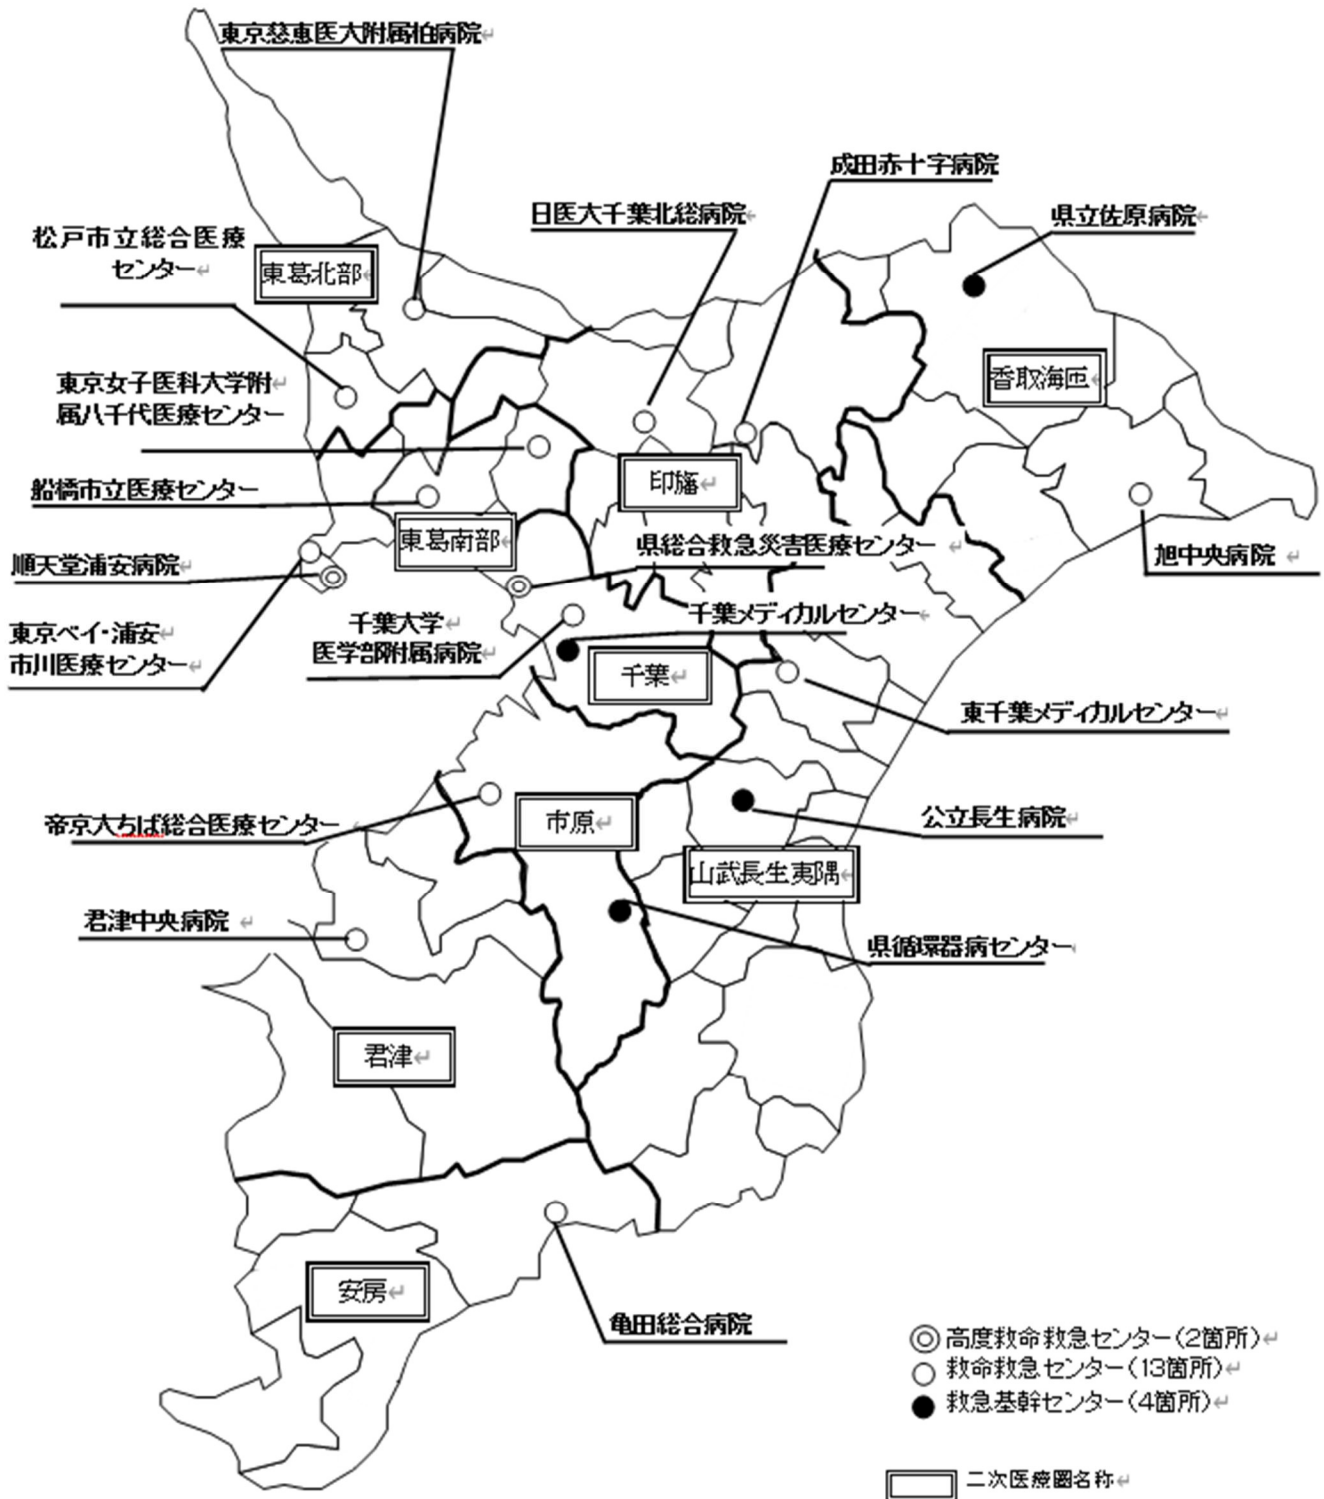 東京慈恵医大附属柏病院
成田赤十字病院
日医大千葉北総病院
県立佐原病院
松戸市立総合医療
センター
東葛北部
香取海匝
東京女子医科大学附
属八千代医療センター
船橋市立医療センター
印旛
東葛南部
県総合救急災害医療センター
旭中央病院
順天堂浦安病院
千葉大学
医学部附属病院
千葉メディカルセンター
東京ベイ・浦安
市川医療センター
千葉
東千葉メディカルセンター
帝京大ちば総合医療センター
市原
公立長生病院
山武長生夷隅
君津中央病院
県循環器病センター
君津
安房
亀田総合病院
高度救命救急センター(2箇所)
救命救急センター(13箇所)
救急基幹センター(4箇所)
二次医療圏名称